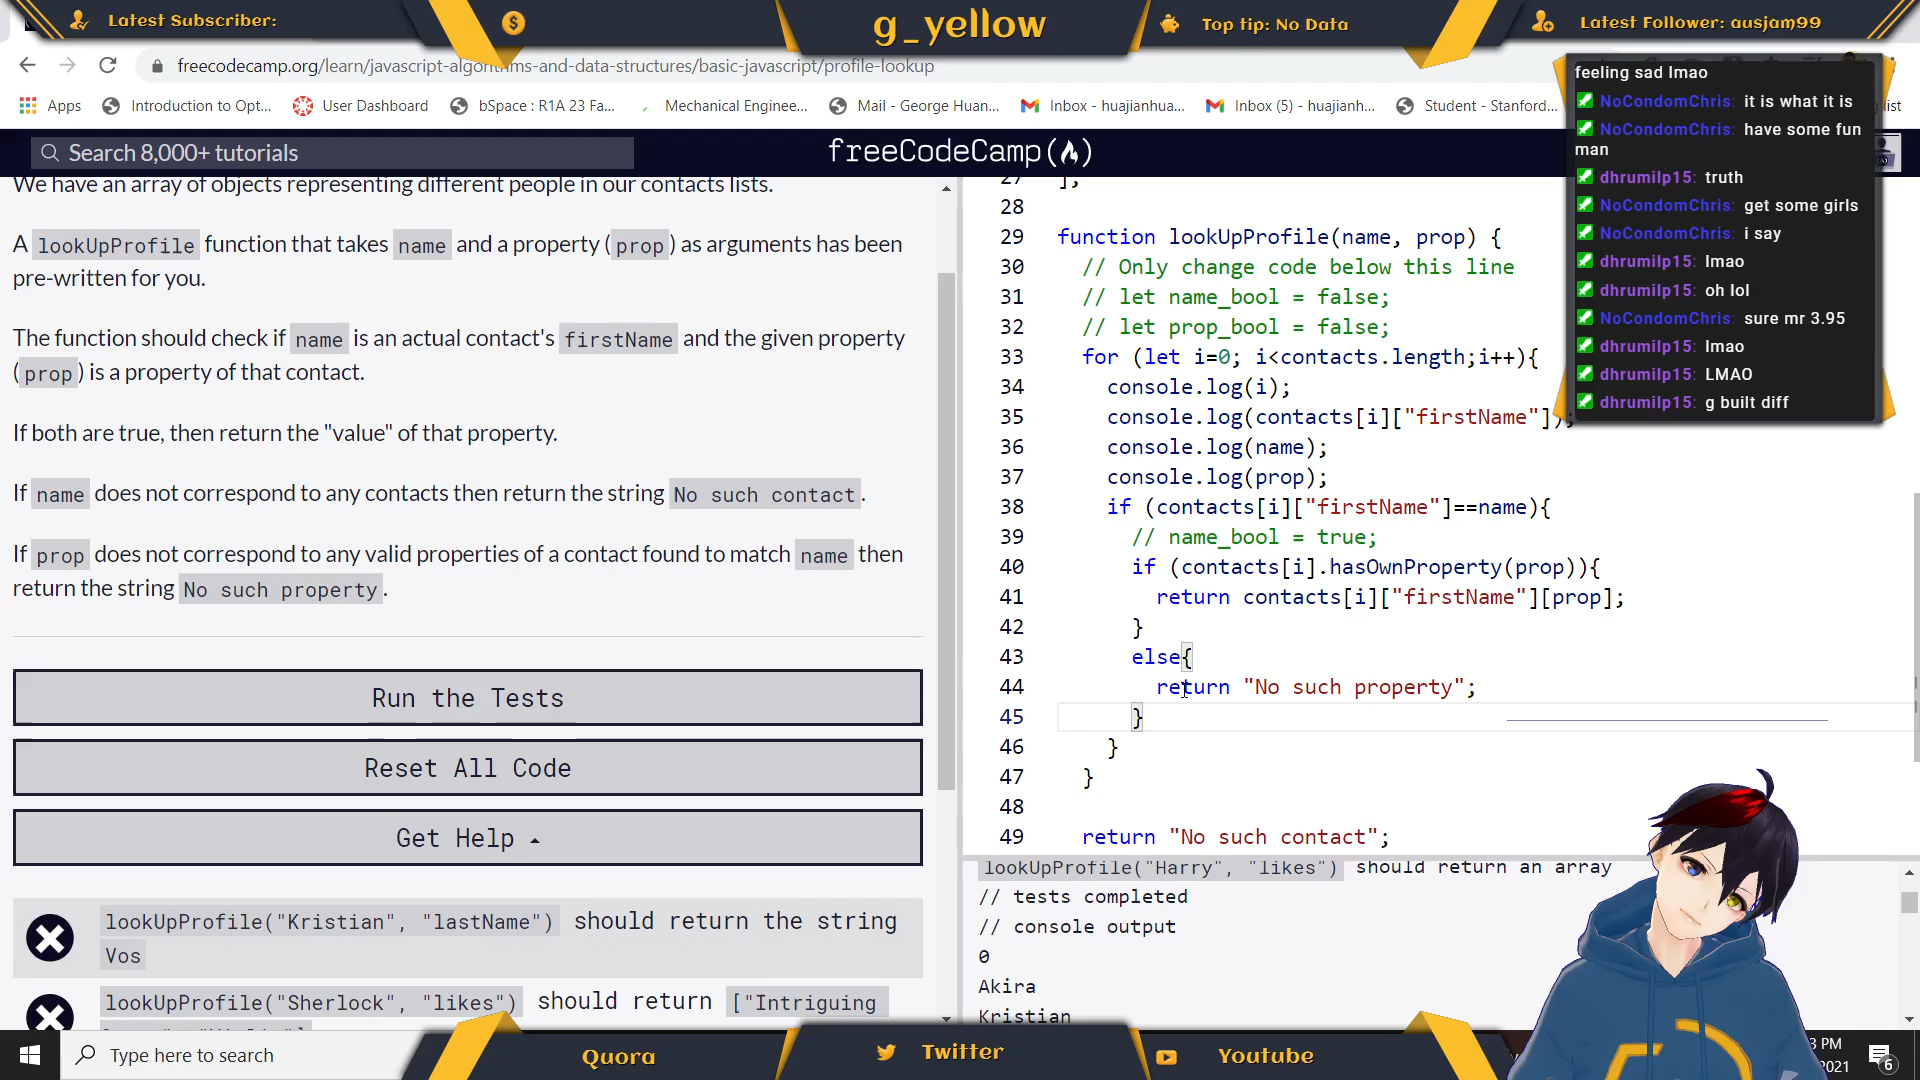 Latest Subscriber:
g_yellow
Top tip: No Data
Latest Follower: ausjam99
freecodecamp.org/learn/javascript-algorithms-and-data-structures/basic-javascript/profile-lookup
Apps
Introduction to Opt...
User Dashboard
bSpace : R1A 23 Fa...
Mechanical Enginee...
Mail - George Huan...
Inbox - huajianhua...
Inbox (5) - huajianh...
Student - Stanford...
ist
Search 8,000+ tutorials
freeCodeCamp
We have an array of objects representing different people in our contacts lists.
A lookUpProfile function that takes name and a property (prop) as arguments has been
pre-written for you.
The function should check if name is an actual contact's firstName and the given property
(prop) is a property of that contact.
If both are true, then return the "value" of that property.
If name does not correspond to any contacts then return the string No such contact.
If prop does not correspond to any valid properties of a contact found to match name then
return the string No such property.
Run the Tests
Reset All Code
Get Help
lookUpProfile("Kristian", "lastName") should return the string
Vos
lookUpProfile("Sherlock", "likes") should return ["Intriguing
27 ];
28
29 function lookUpProfile(name, prop) {
30 // Only change code below this line
31 // let name_bool = false;
32 // let prop_bool = false;
33 for (let i=0; i<contacts.length;i++){
34 console.log(i);
35 console.log(contacts[i]["firstName"]);
36 console.log(name);
37 console.log(prop);
38 if (contacts[i]["firstName"]==name){
39 // name_bool = true;
40 if (contacts[i].hasOwnProperty(prop)){
41 return contacts[i]["firstName"][prop];
42 }
43 else{
44 return "No such property";
45 }
46 }
47 }
48
49 return "No such contact";
lookUpProfile("Harry", "likes") should return an array
// tests completed
// console output
0
Akira
Kristian
feeling sad lmao
NoCondomChris: it is what it is
NoCondomChris: have some fun
man
dhrumilp15: truth
NoCondomChris: get some girls
NoCondomChris: i say
dhrumilp15: lmao
dhrumilp15: oh lol
NoCondomChris: sure mr 3.95
dhrumilp15: lmao
dhrumilp15: LMAO
dhrumilp15: g built diff
Type here to search
Quora
Twitter
Youtube
3 PM
2021
6